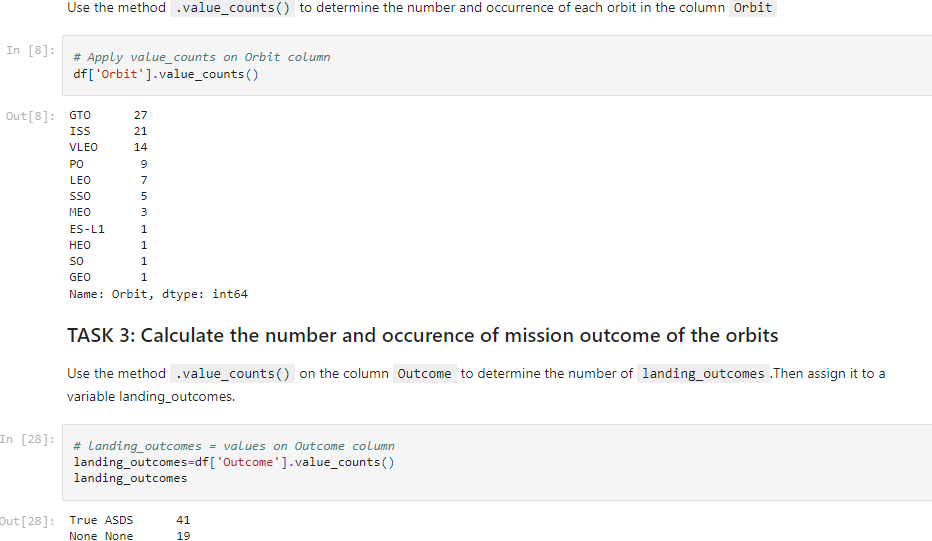 Use the method .value_counts() to determine the number and occurrence of each orbit in the column Orbit
In [8]:
# Apply value_counts on Orbit column
df['Orbit'].value_counts()
Out[8]:
GTO 27
ISS 21
VLEO 14
PO 9
LEO 7
SSO 5
MEO 3
ES-L1 1
HEO 1
SO 1
GEO 1
Name: Orbit, dtype: int64
TASK 3: Calculate the number and occurence of mission outcome of the orbits
Use the method .value_counts() on the column Outcome to determine the number of landing_outcomes .Then assign it to a
variable landing_outcomes.
In [28]:
# landing_outcomes = values on Outcome column
landing_outcomes=df['Outcome'].value_counts()
landing_outcomes
Out[28]:
True ASDS 41
None None 19